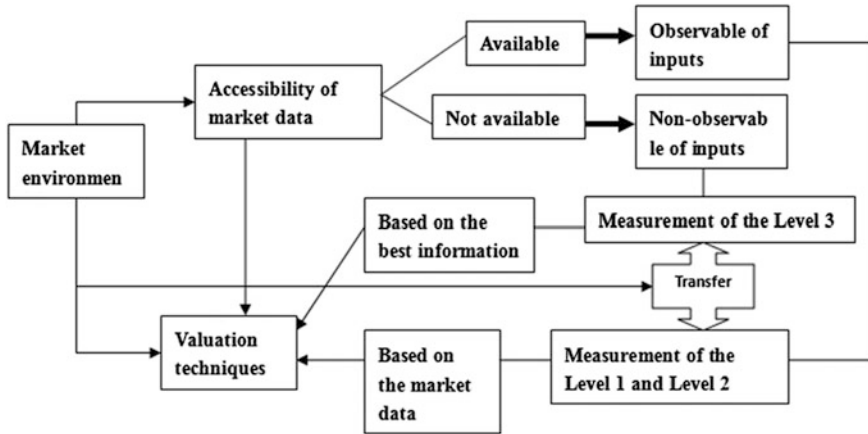 Available
Observable of
inputs
Accessibility of
market data
Not available
Non-observab
le of inputs
Market
environmen
Based on the
best information
Measurement of the Level 3
Transfer
Valuation
techniques
Based on
the market
data
Measurement of the
Level 1 and Level 2